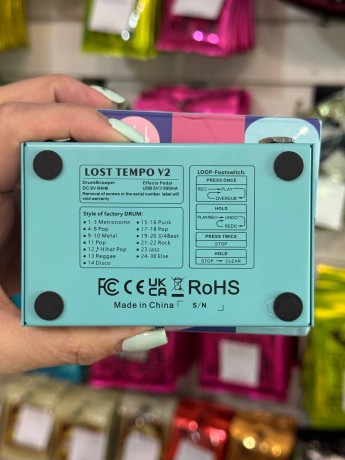 LOST TEMPO V2
Drum&Looper Effects Pedal
DC 9V USB 5V⎓300mA
Removal of screws or the serial number label will
void warranty
Style of factory DRUM:
• 1-3 Metronome • 15-16 Punk
• 4-8 Pop • 17-18 Pop
• 9-10 Metal • 19-20 3/4Beat
• 11 Pop • 21-22 Rock
• 12♪ Hihat Pop • 23 Jazz
• 13 Reggae • 24-30 Else
• 14 Disco
LOOP-Footswitch:
PRESS ONCE
REC PLAY
OVERDUB
HOLD
PLAY/REC UNDO
REDO
PRESS TWICE
STOP
HOLD
STOP → CLEAR
FC CE UK CA RoHS
Made in China S/N